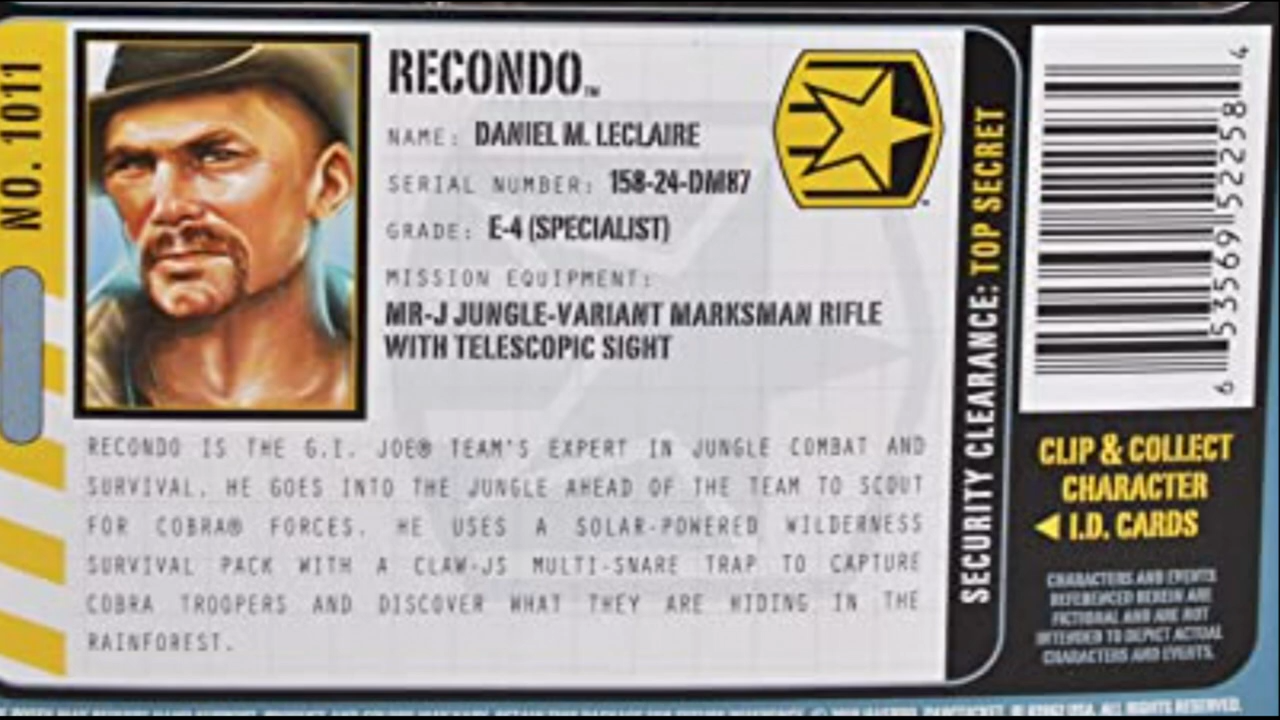 NO. 1011
RECONDO™
NAME: DANIEL M. LECLAIRE
SERIAL NUMBER: 158-24-DM87
GRADE: E-4 (SPECIALIST)
MISSION EQUIPMENT:
MR-J JUNGLE-VARIANT MARKSMAN RIFLE
WITH TELESCOPIC SIGHT
RECONDO IS THE G.I. JOE® TEAM'S EXPERT IN JUNGLE COMBAT AND
SURVIVAL. HE GOES INTO THE JUNGLE AHEAD OF THE TEAM TO SCOUT
FOR COBRA® FORCES. HE USES A SOLAR-POWERED WILDERNESS
SURVIVAL PACK WITH A CLAW-JS MULTI-SNARE TRAP TO CAPTURE
COBRA TROOPERS AND DISCOVER WHAT THEY ARE HIDING IN THE
RAINFOREST.
SECURITY CLEARANCE: TOP SECRET
6 53569 52258 4
CLIP & COLLECT
CHARACTER
I.D. CARDS
CHARACTERS AND EVENTS
REFERENCED HEREIN ARE
FICTIONAL AND ARE NOT
INTENDED TO DEPICT ACTUAL
CHARACTERS AND EVENTS.
ALL RIGHTS RESERVED.